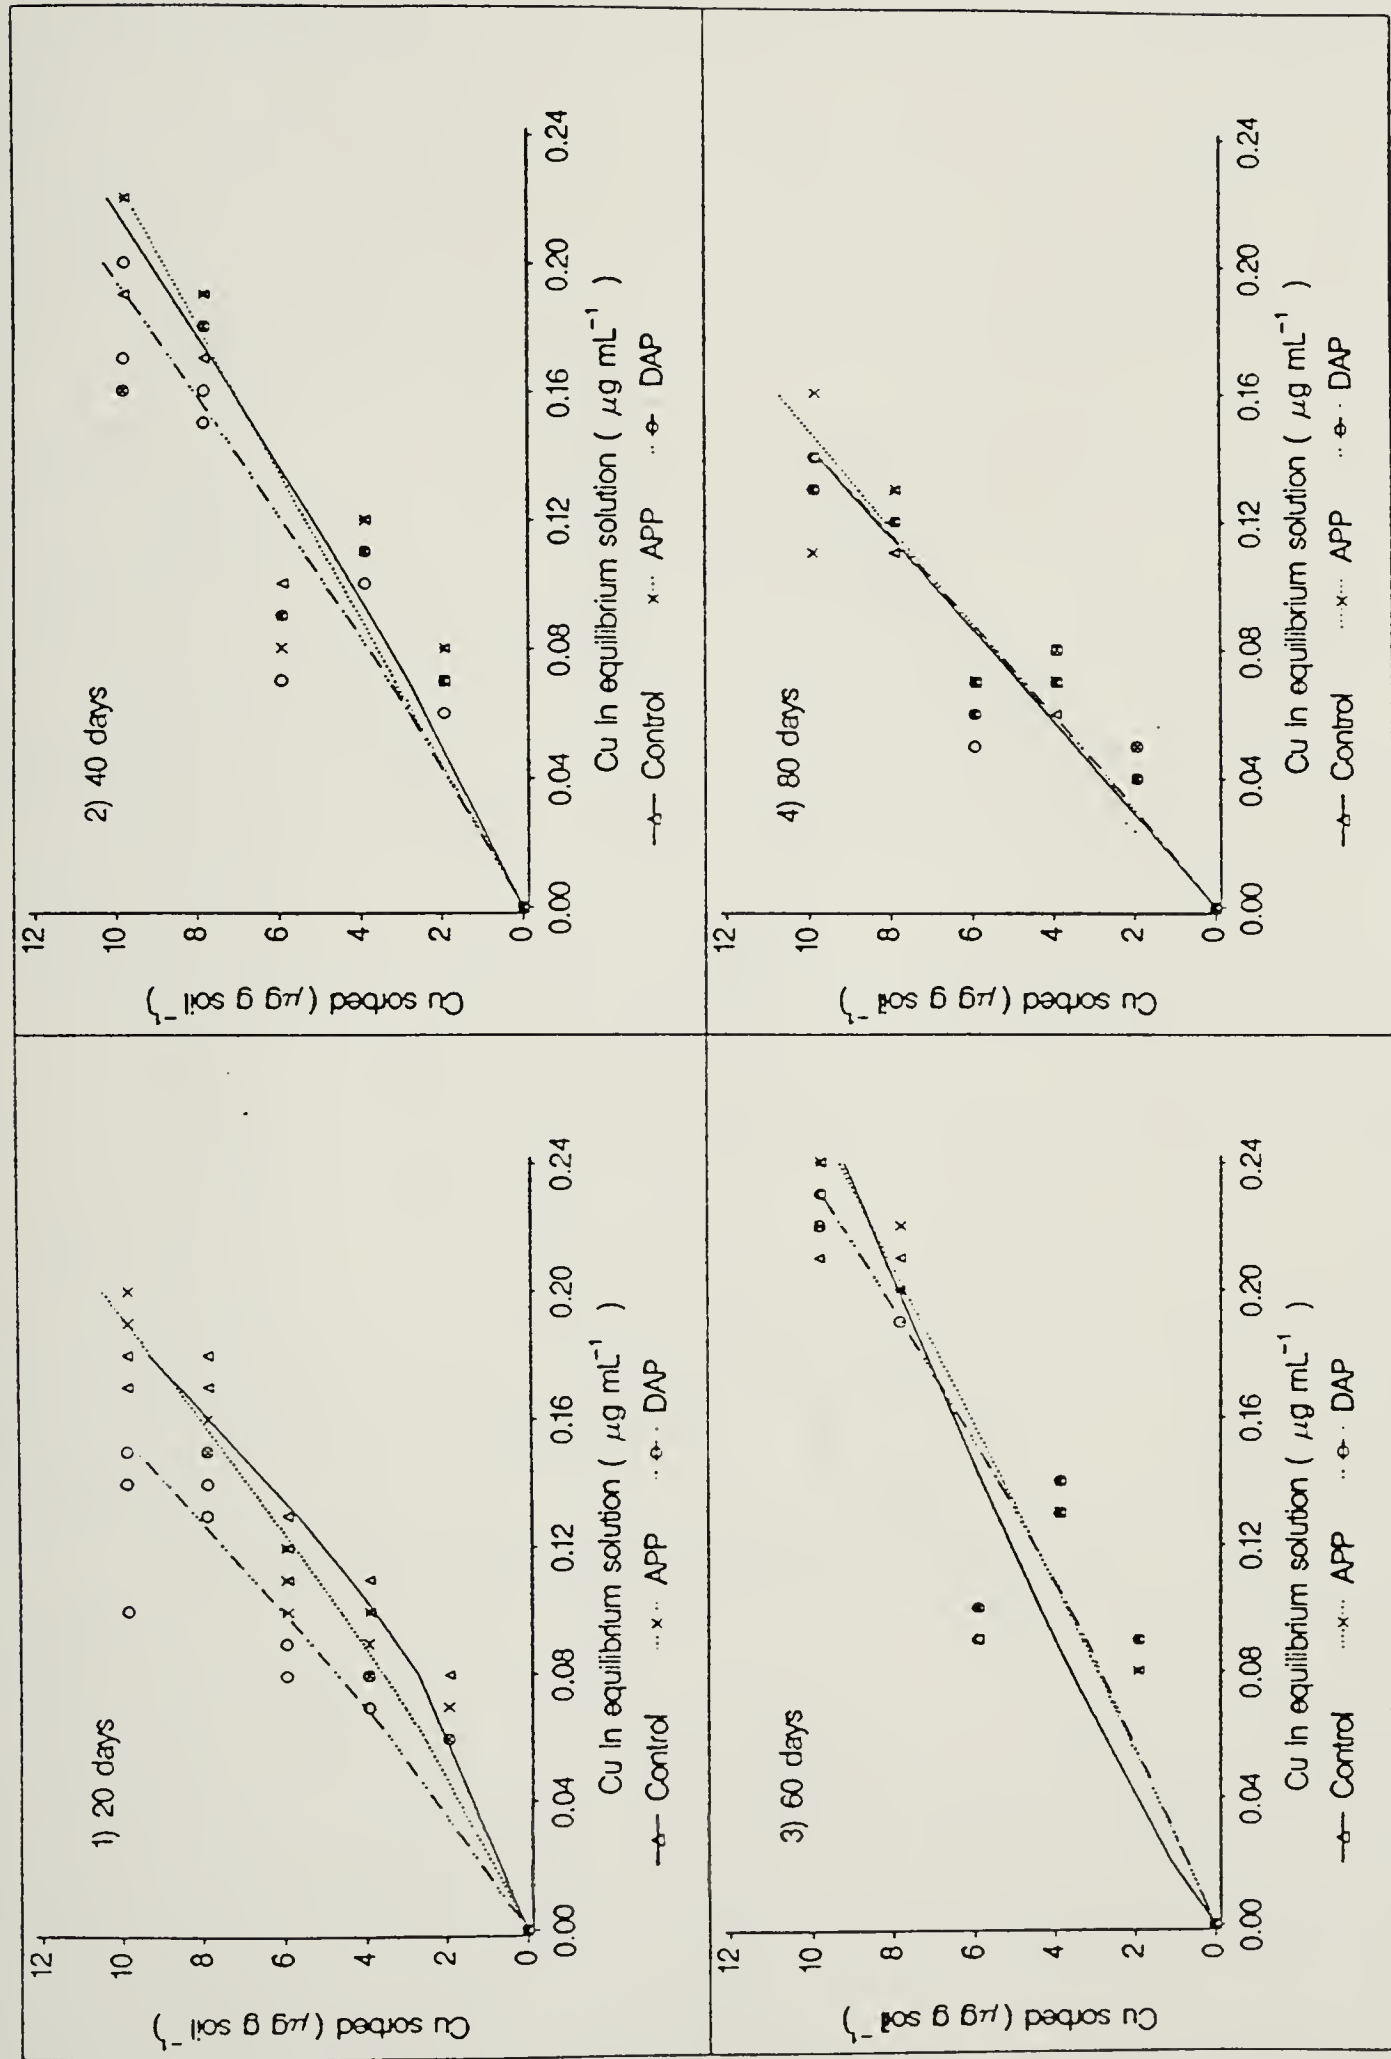 1) 20 days
Cu sorbed ( μg g soil⁻¹)
12
10
8
6
4
2
0
0.00 0.04 0.08 0.12 0.16 0.20 0.24
Cu in equilibrium solution ( μg mL⁻¹ )
Control APP DAP
2) 40 days
Cu sorbed ( μg g soil⁻¹)
12
10
8
6
4
2
0
0.00 0.04 0.08 0.12 0.16 0.20 0.24
Cu in equilibrium solution ( μg mL⁻¹ )
Control APP DAP
3) 60 days
Cu sorbed ( μg g
12
10
8
6
4
2
0
0.00 0.04 0.08 0.12 0.16 0.20 0.24
Cu in equilibrium solution ( μg mL⁻¹ )
Control APP DAP
4) 80 days
Cu sorbed ( μg g
12
10
8
6
4
2
0
0.00 0.04 0.08 0.12 0.16 0.20 0.24
Cu in equilibrium solution ( μg mL⁻¹ )
Control APP DAP